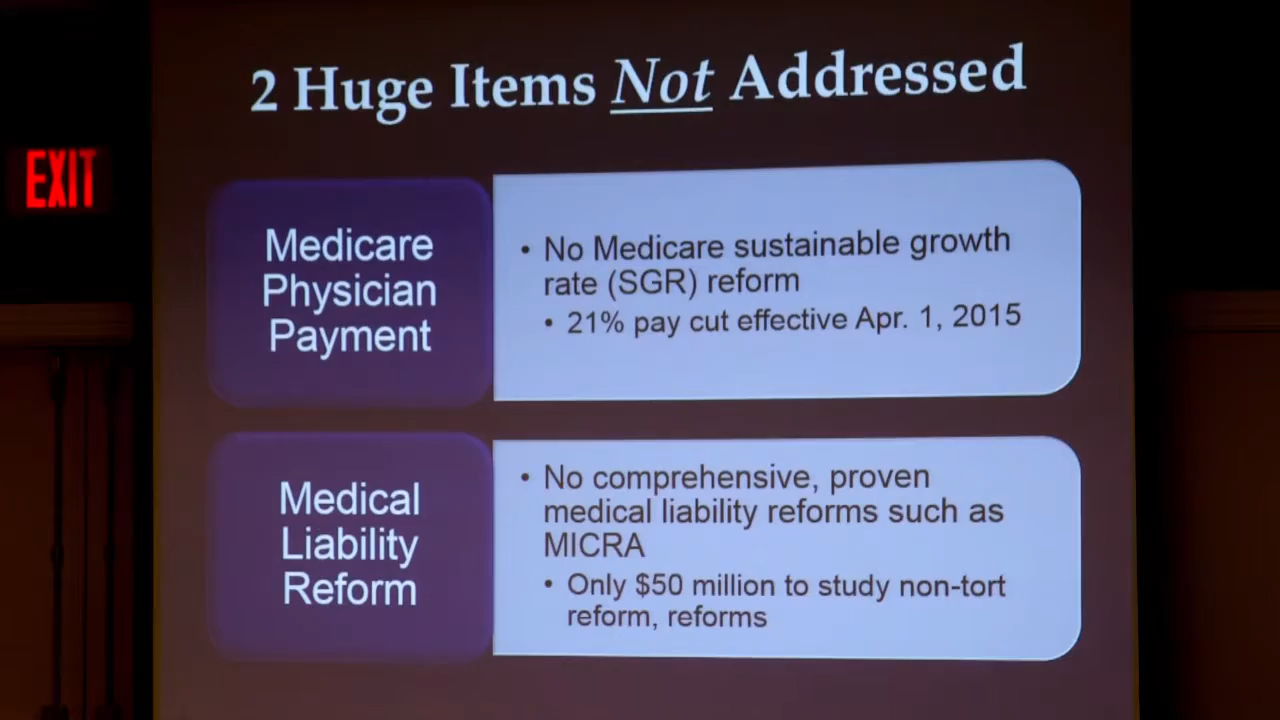 2 Huge Items Not Addressed
EXIT
Medicare
Physician
Payment
• No Medicare sustainable growth
rate (SGR) reform
• 21% pay cut effective Apr. 1, 2015
Medical
Liability
Reform
• No comprehensive, proven
medical liability reforms such as
MICRA
• Only $50 million to study non-tort
reform, reforms